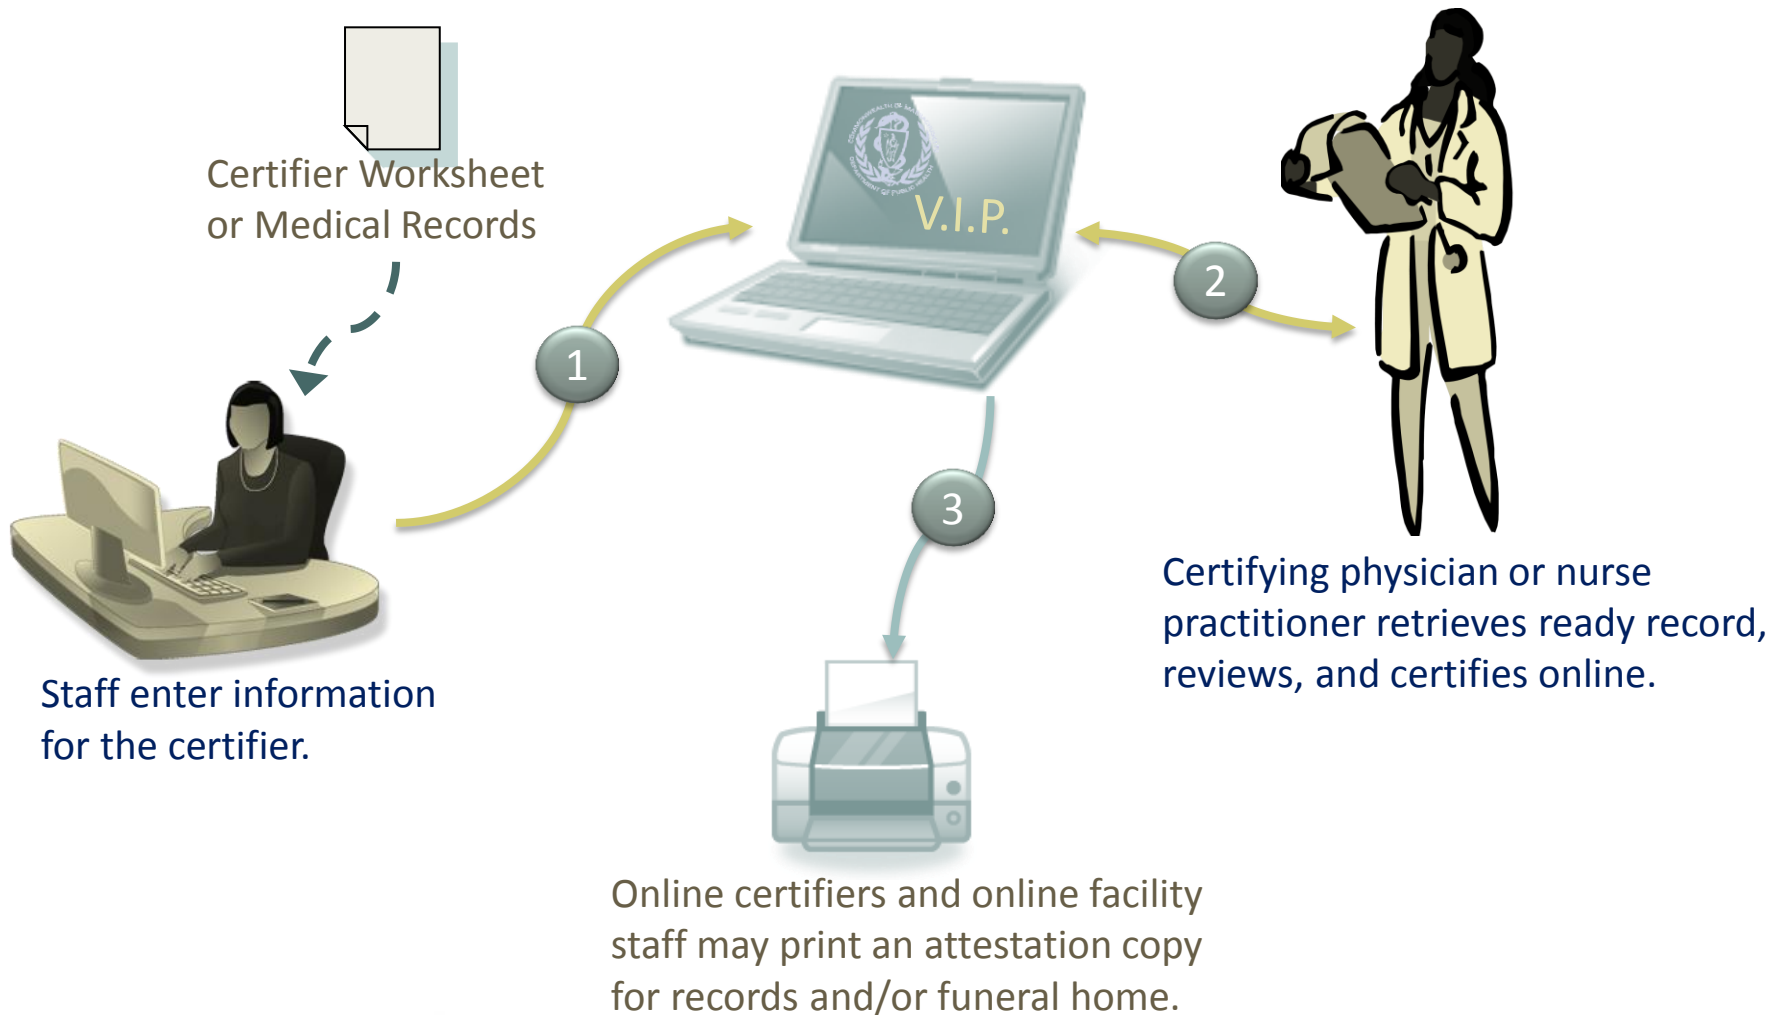 Certifier Worksheet
or Medical Records
V.I.P.
1
2
3
Staff enter information
for the certifier.
Certifying physician or nurse
practitioner retrieves ready record,
reviews, and certifies online.
Online certifiers and online facility
staff may print an attestation copy
for records and/or funeral home.